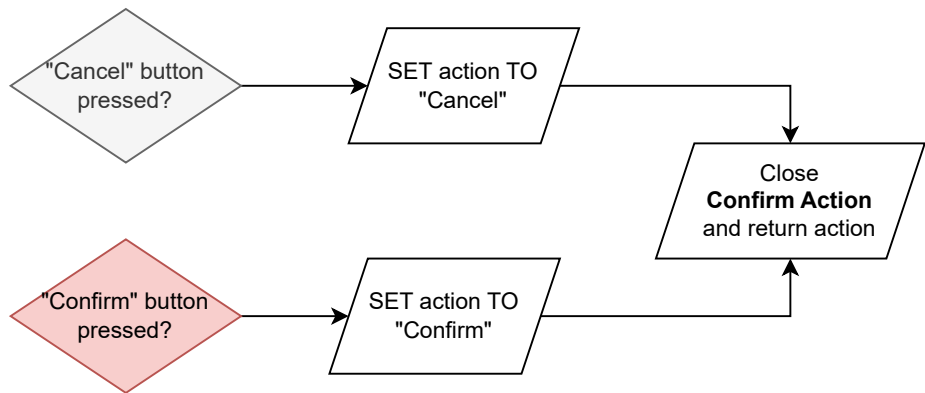 "Cancel" button
pressed?
SET action TO
"Cancel"
Close
Confirm Action
and return action
"Confirm" button
pressed?
SET action TO
"Confirm"